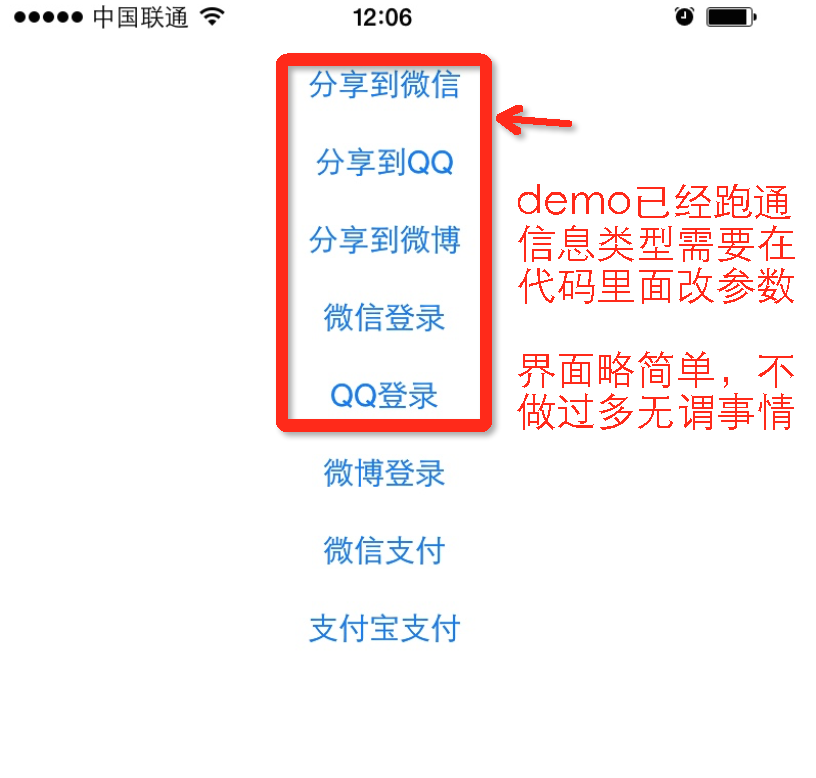 中国联通 12:06
分享到微信
分享到QQ
分享到微博
微信登录
QQ登录
微博登录
微信支付
支付宝支付
demo已经跑通
信息类型需要在
代码里面改参数
界面略简单，不
做过多无谓事情